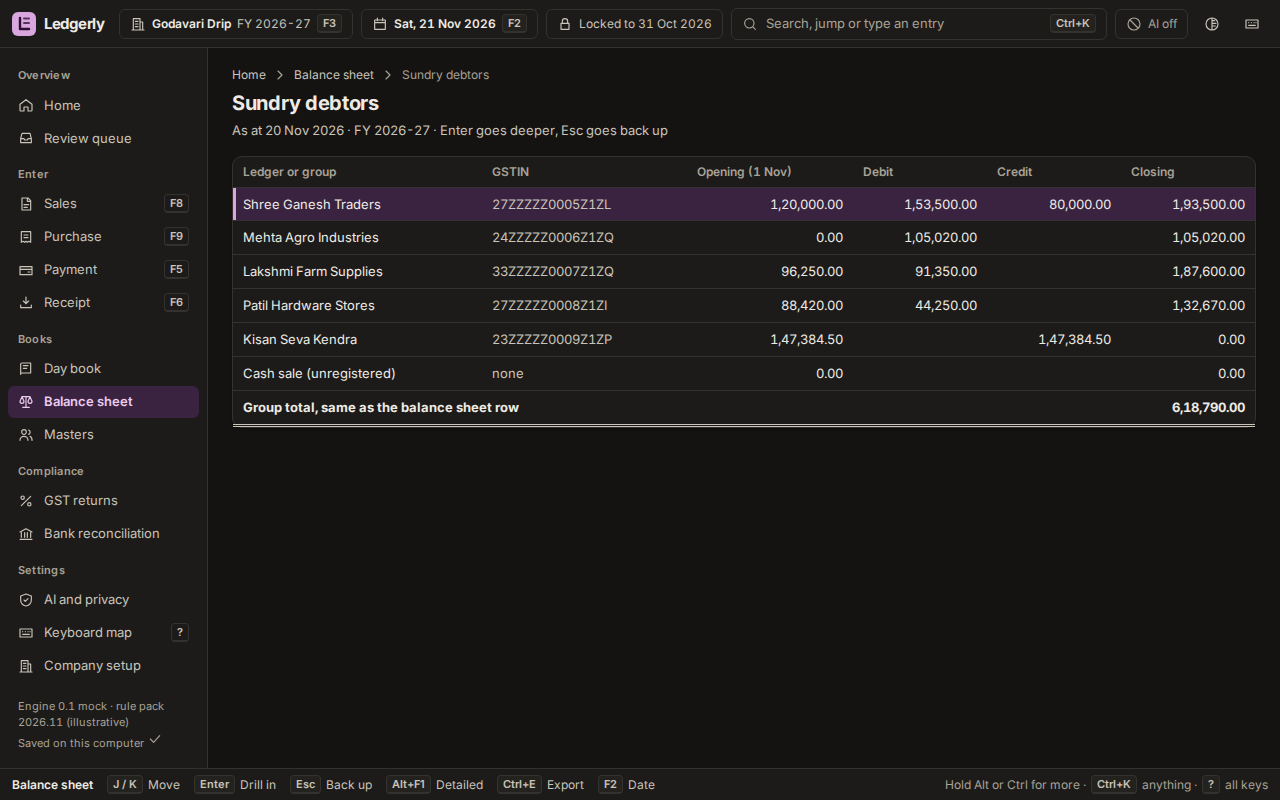 Ledgerly
Godavari Drip FY 2026-27 F3
Sat, 21 Nov 2026 F2
Locked to 31 Oct 2026
Search, jump or type an entry Ctrl+K
AI off
Overview
Home
Review queue
Enter
Sales F8
Purchase F9
Payment F5
Receipt F6
Books
Day book
Balance sheet
Masters
Compliance
GST returns
Bank reconciliation
Settings
AI and privacy
Keyboard map ?
Company setup
Engine 0.1 mock · rule pack
2026.11 (illustrative)
Saved on this computer
Home > Balance sheet > Sundry debtors
Sundry debtors
As at 20 Nov 2026 · FY 2026-27 · Enter goes deeper, Esc goes back up
Ledger or group GSTIN Opening (1 Nov) Debit Credit Closing
Shree Ganesh Traders 27ZZZZZ0005Z1ZL 1,20,000.00 1,53,500.00 80,000.00 1,93,500.00
Mehta Agro Industries 24ZZZZZ0006Z1ZQ 0.00 1,05,020.00 1,05,020.00
Lakshmi Farm Supplies 33ZZZZZ0007Z1ZQ 96,250.00 91,350.00 1,87,600.00
Patil Hardware Stores 27ZZZZZ0008Z1ZI 88,420.00 44,250.00 1,32,670.00
Kisan Seva Kendra 23ZZZZZ0009Z1ZP 1,47,384.50 1,47,384.50 0.00
Cash sale (unregistered) none 0.00 0.00
Group total, same as the balance sheet row 6,18,790.00
Balance sheet J / K Move Enter Drill in Esc Back up Alt+F1 Detailed Ctrl+E Export F2 Date
Hold Alt or Ctrl for more · Ctrl+K anything · ? all keys